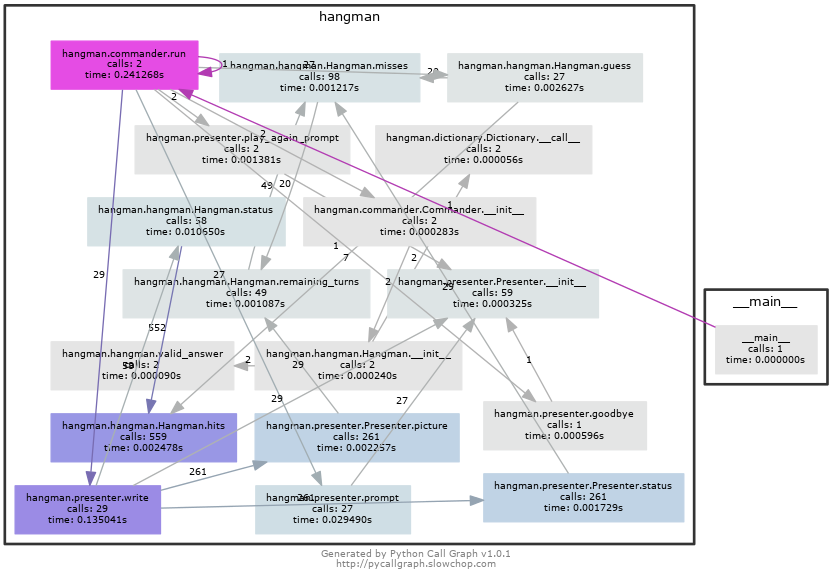 hangman
hangman.commander.run
calls: 2
time: 0.241268s
1
27
hangman.hangman.Hangman.misses
calls: 98
time: 0.001217s
20
hangman.hangman.Hangman.guess
calls: 27
time: 0.002627s
2
2
hangman.presenter.play_again_prompt
calls: 2
time: 0.001381s
hangman.dictionary.Dictionary.__call__
calls: 2
time: 0.000056s
49
20
hangman.hangman.Hangman.status
calls: 58
time: 0.010650s
hangman.commander.Commander.__init__
calls: 2
time: 0.000283s
1
1
7
2
29
27
2
29
hangman.hangman.Hangman.remaining_turns
calls: 49
time: 0.001087s
hangman.presenter.Presenter.__init__
calls: 59
time: 0.000325s
__main__
__main__
calls: 1
time: 0.000000s
552
58
hangman.hangman.valid_answer
calls: 2
time: 0.000090s
2
29
hangman.hangman.Hangman.__init__
calls: 2
time: 0.000240s
1
29
27
hangman.hangman.Hangman.hits
calls: 559
time: 0.002478s
hangman.presenter.Presenter.picture
calls: 261
time: 0.002257s
hangman.presenter.goodbye
calls: 1
time: 0.000596s
261
261
hangman.presenter.write
calls: 29
time: 0.135041s
hangman.presenter.prompt
calls: 27
time: 0.029490s
hangman.presenter.Presenter.status
calls: 261
time: 0.001729s
Generated by Python Call Graph v1.0.1
http://pycallgraph.slowchop.com